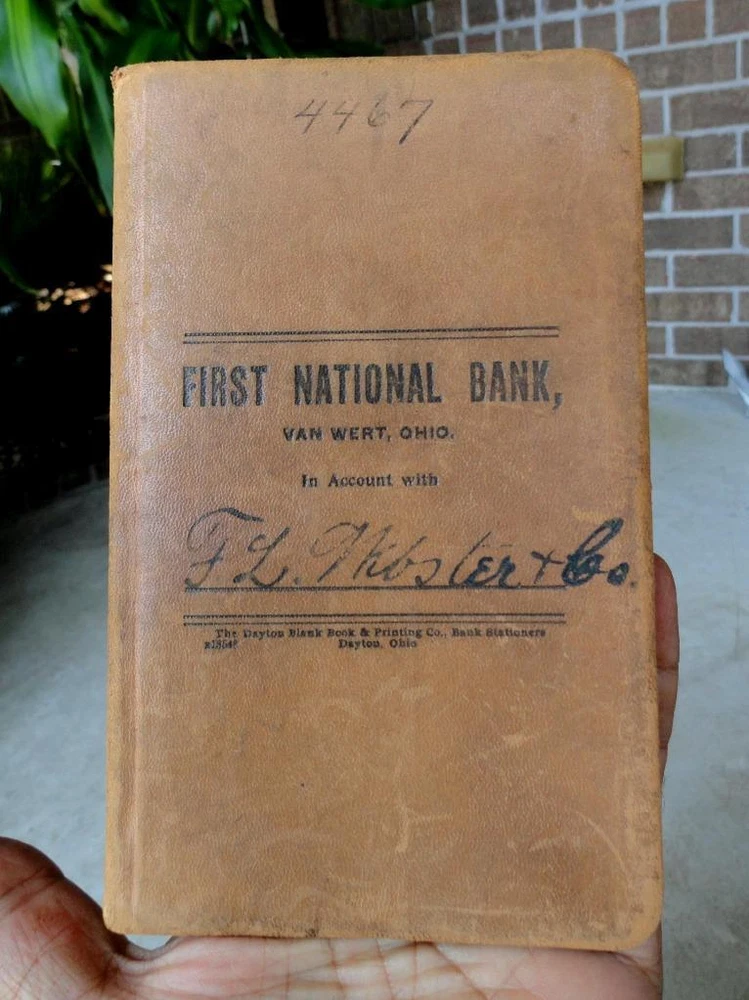 4467
FIRST NATIONAL BANK,
VAN WERT, OHIO.
In Account with
F. L. Webster & Co.
The Dayton Blank Book & Printing Co., Bank Stationers
Dayton, Ohio